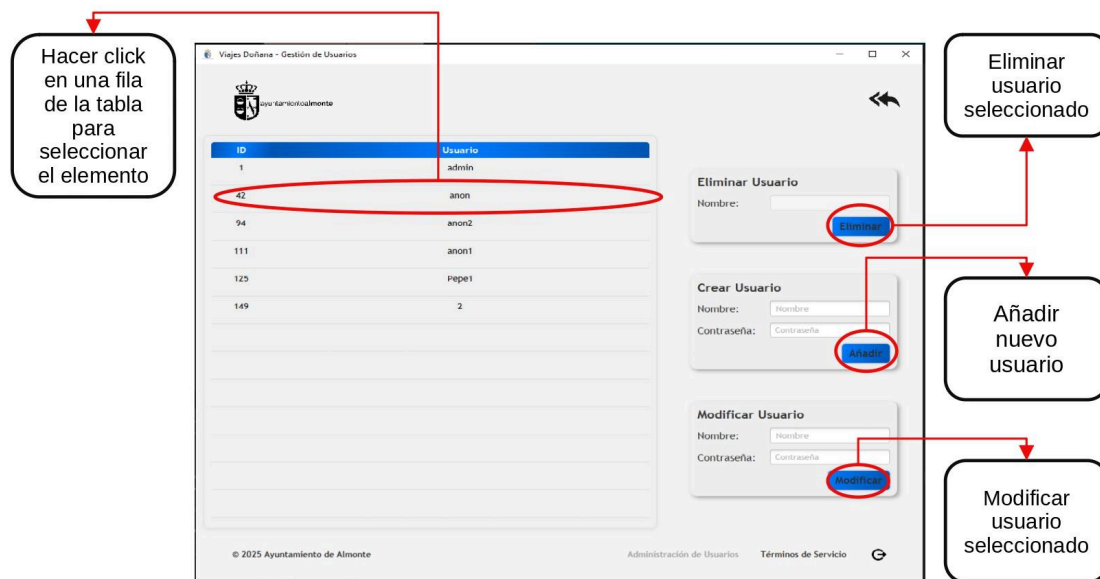 Hacer click
en una fila
de la tabla
para
seleccionar
el elemento
Viajes Doñana - Gestión de Usuarios
ayuntamientoalmonte
ID Usuario
1 admin
42 anon
94 anon2
111 anon1
125 Pepe1
149 2
Eliminar Usuario
Nombre:
Eliminar
Crear Usuario
Nombre: Nombre
Contraseña: Contraseña
Añadir
Modificar Usuario
Nombre: Nombre
Contraseña: Contraseña
Modificar
© 2025 Ayuntamiento de Almonte Administración de Usuarios Términos de Servicio
Eliminar
usuario
seleccionado
Añadir
nuevo
usuario
Modificar
usuario
seleccionado